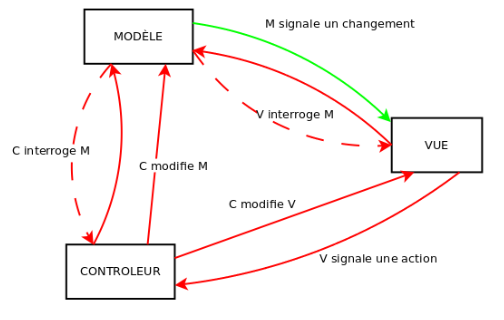 M signale un changement
MODÈLE
V interroge M
VUE
C interroge M
C modifie M
C modifie V
V signale une action
CONTROLEUR